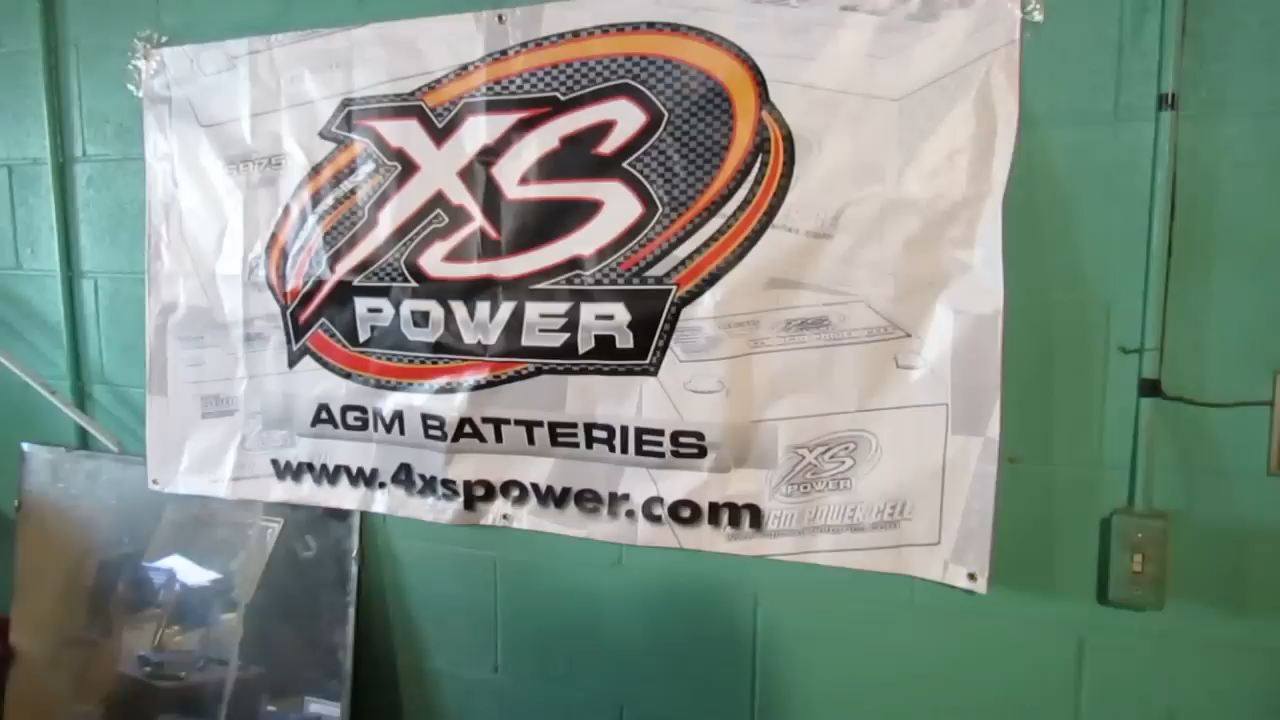 XS
POWER
AGM BATTERIES
www.4xspower.com
XS
POWER
AGM POWER CELL